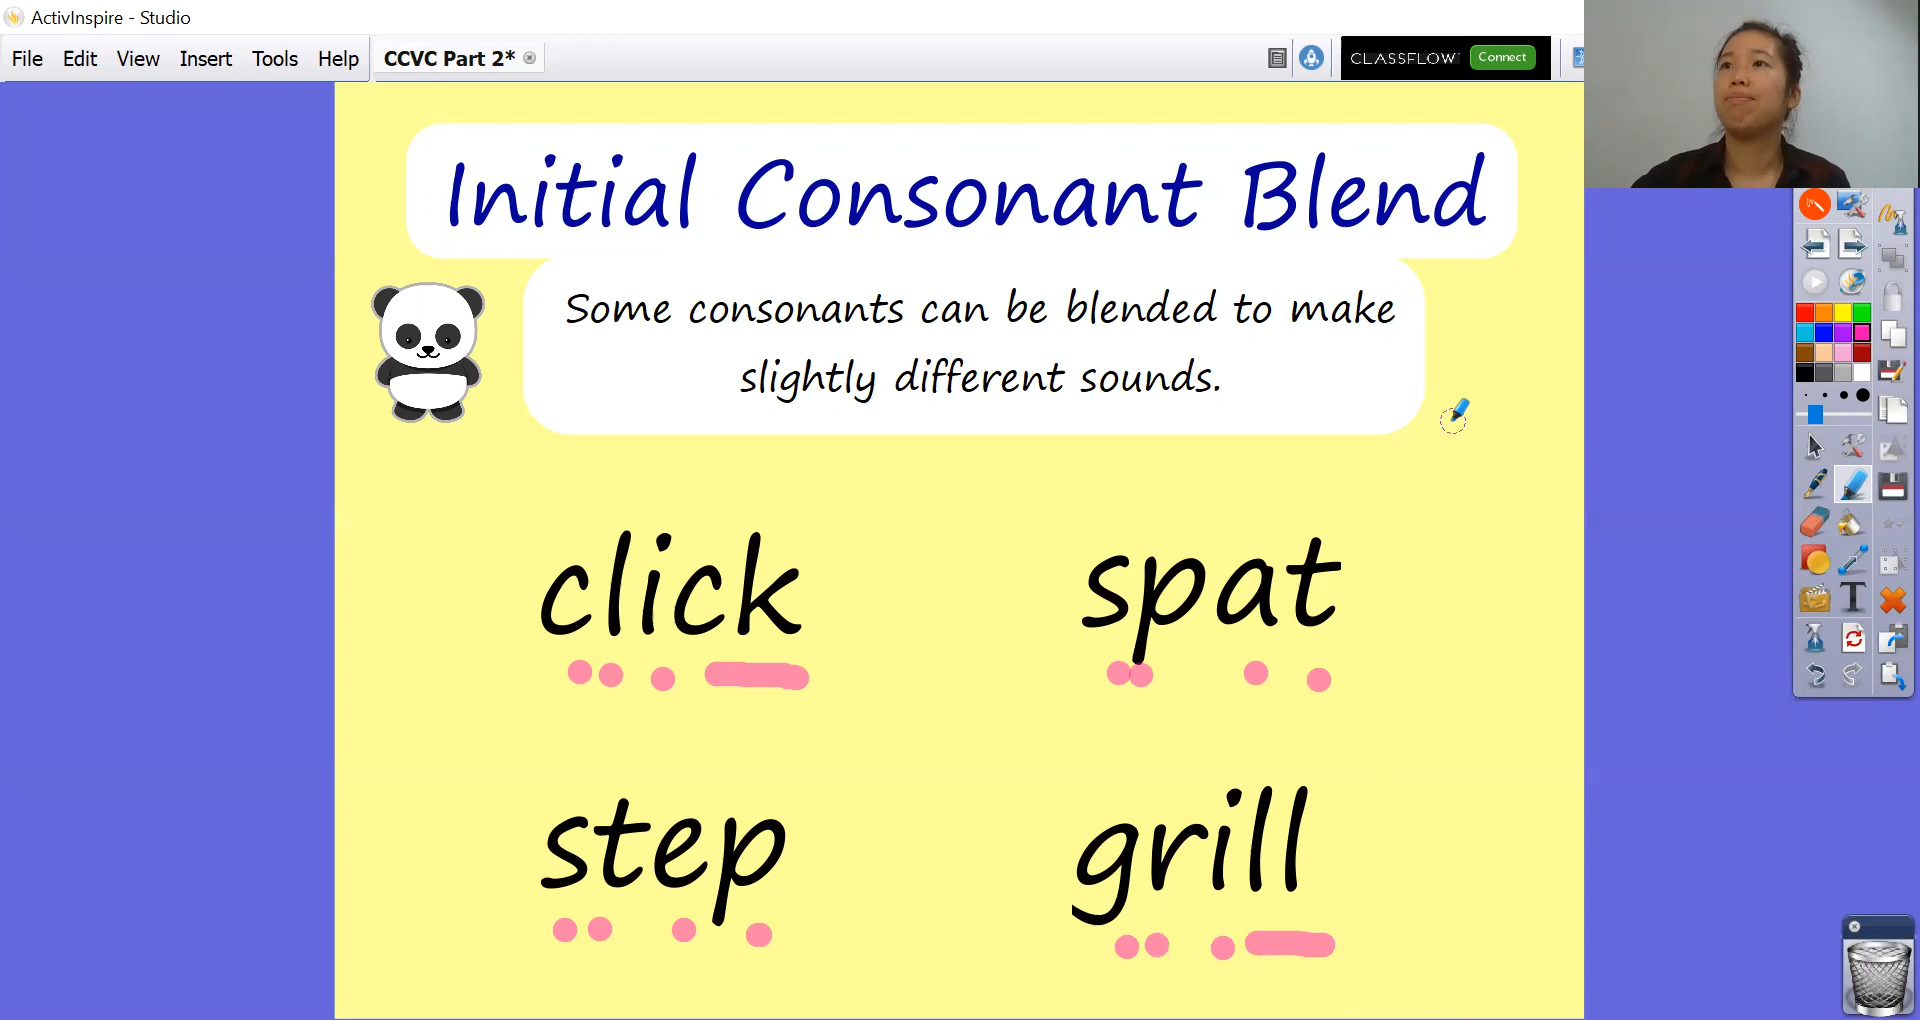 ActivInspire - Studio
File Edit View Insert Tools Help CCVC Part 2* CLASSFLOW Connect
Initial Consonant Blend
Some consonants can be blended to make
slightly different sounds.
click spat
step grill